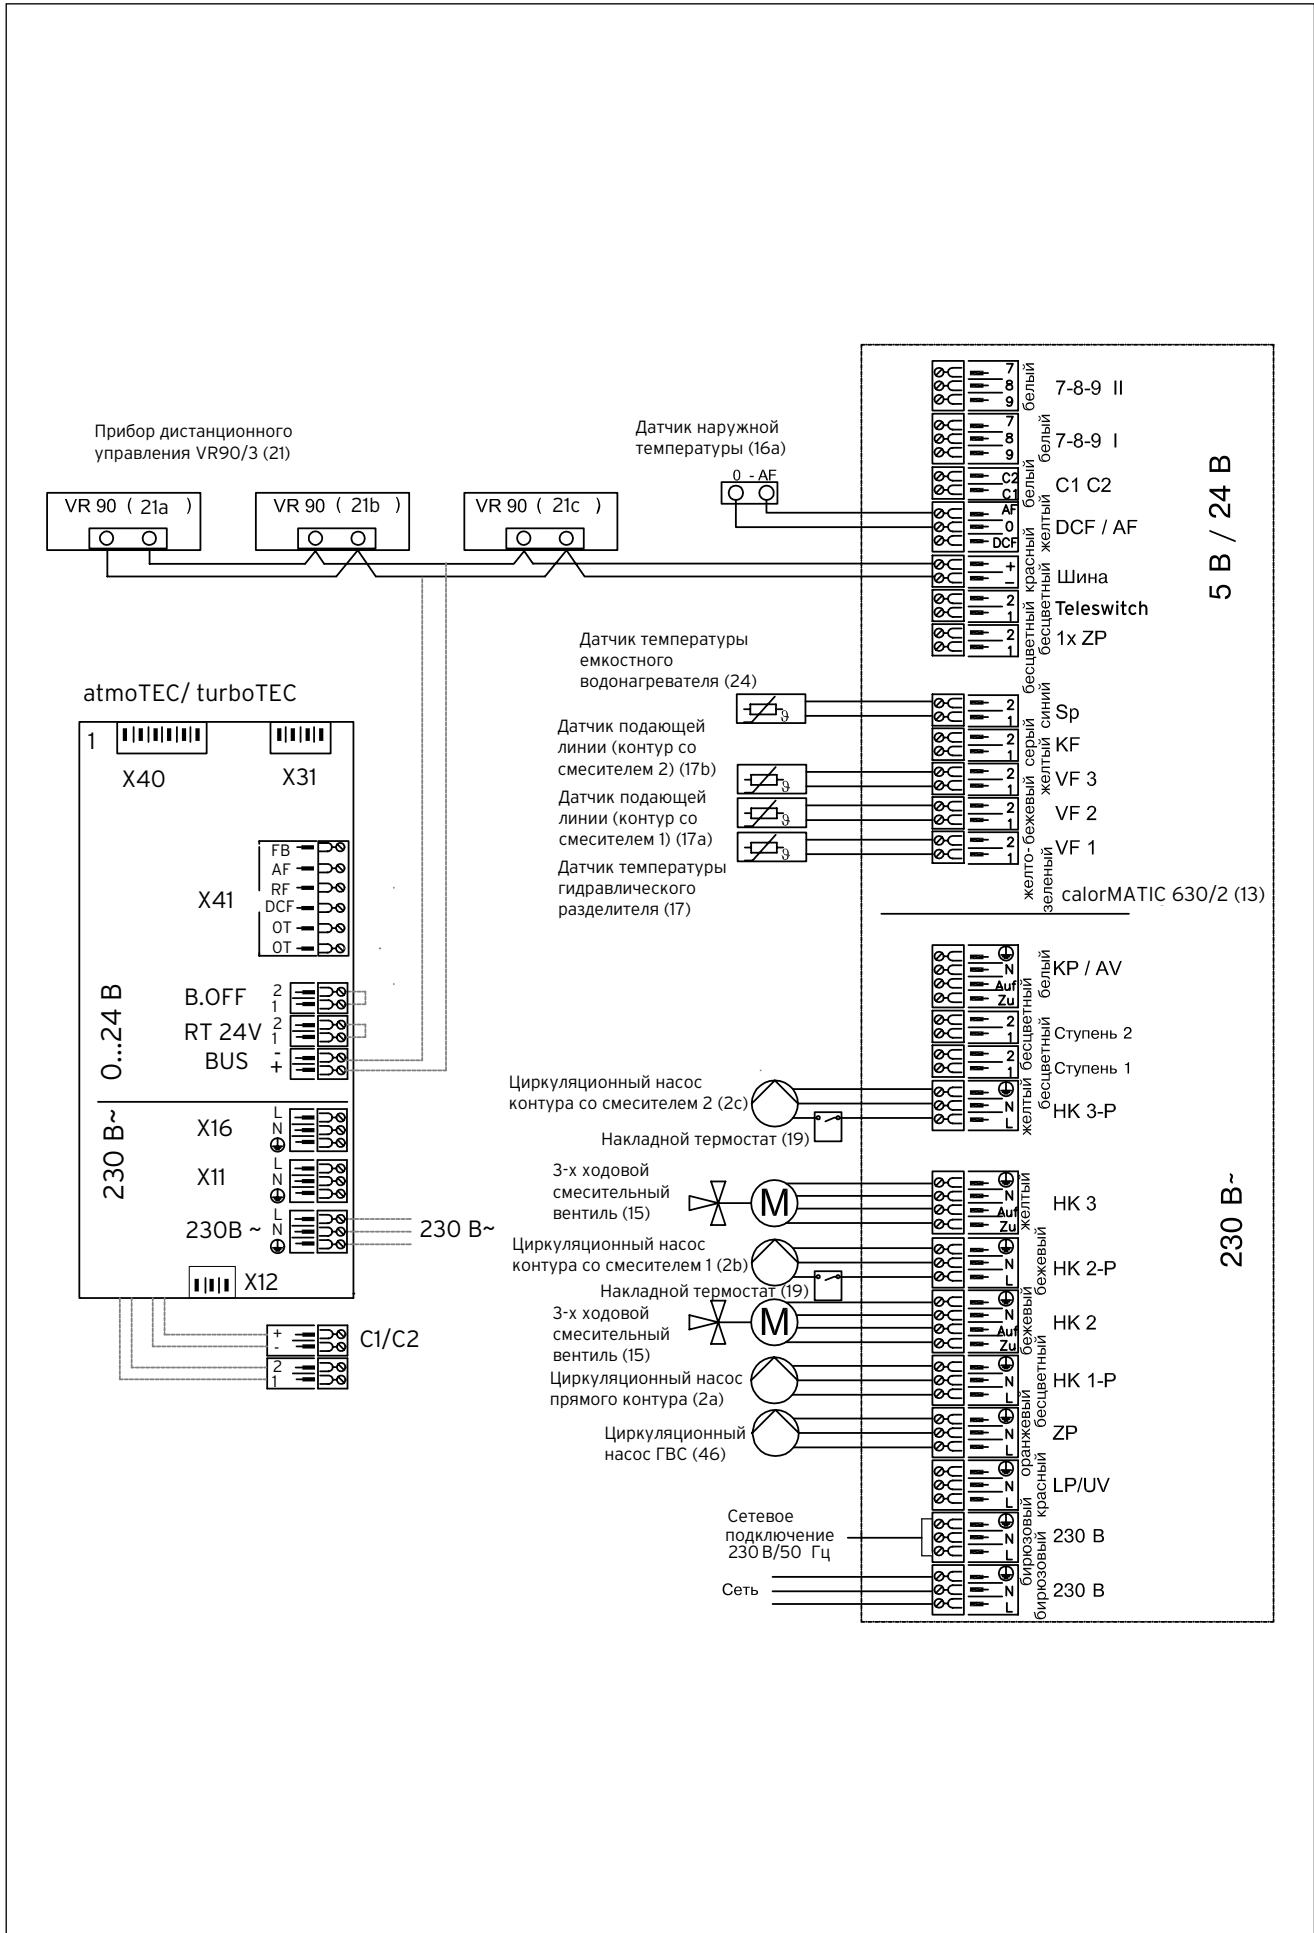 Прибор дистанционного
управления VR90/3 (21)
VR 90 ( 21a )
VR 90 ( 21b )
VR 90 ( 21c )
Датчик наружной
температуры (16a)
0 - AF
Датчик температуры
емкостного
водонагревателя (24)
Датчик подающей
линии (контур со
смесителем 2) (17b)
Датчик подающей
линии (контур со
смесителем 1) (17a)
Датчик температуры
гидравлического
разделителя (17)
atmoTEC/ turboTEC
1
X40
X31
X41
FB
AF
RF
DCF
OT
OT
0...24 В
B.OFF
2
1
RT 24V
2
1
BUS
-
+
230 В~
X16
L
N
X11
L
N
230В ~
L
N
230 В~
X12
+
-
C1/C2
2
1
Циркуляционный насос
контура со смесителем 2 (2c)
Накладной термостат (19)
3-х ходовой
смесительный
вентиль (15)
M
Циркуляционный насос
контура со смесителем 1 (2b)
Накладной термостат (19)
3-х ходовой
смесительный
вентиль (15)
M
Циркуляционный насос
прямого контура (2a)
Циркуляционный
насос ГВС (46)
Сетевое
подключение
230 В/50 Гц
Сеть
7
8
9
белый
7-8-9 II
7
8
9
белый
7-8-9 I
C2
C1
белый
C1 C2
AF
0
DCF
желтый
DCF / AF
+
–
красный
Шина
2
1
бесцветный
Teleswitch
2
1
бесцветный
1x ZP
5 В / 24 В
2
1
синий
Sp
2
1
серый
KF
2
1
желтый
VF 3
2
1
бежевый
VF 2
2
1
желто-
зеленый
VF 1
calorMATIC 630/2 (13)
N
Auf
Zu
белый
KP / AV
2
1
бесцветный
Ступень 2
2
1
бесцветный
Ступень 1
N
L
желтый
HK 3-P
N
Auf
Zu
желтый
HK 3
230 В~
N
L
бежевый
HK 2-P
N
Auf
Zu
бежевый
HK 2
N
L
бесцветный
HK 1-P
N
L
оранжевый
ZP
N
L
красный
LP/UV
N
L
бирюзовый
230 В
N
L
бирюзовый
230 В